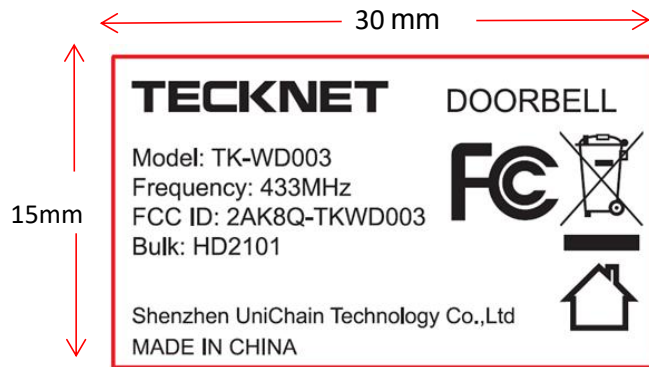 30 mm
TECKNET DOORBELL
Model: TK-WD003
Frequency: 433MHz
FCC ID: 2AK8Q-TKWD003
Bulk: HD2101
FC
15mm
Shenzhen UniChain Technology Co.,Ltd
MADE IN CHINA